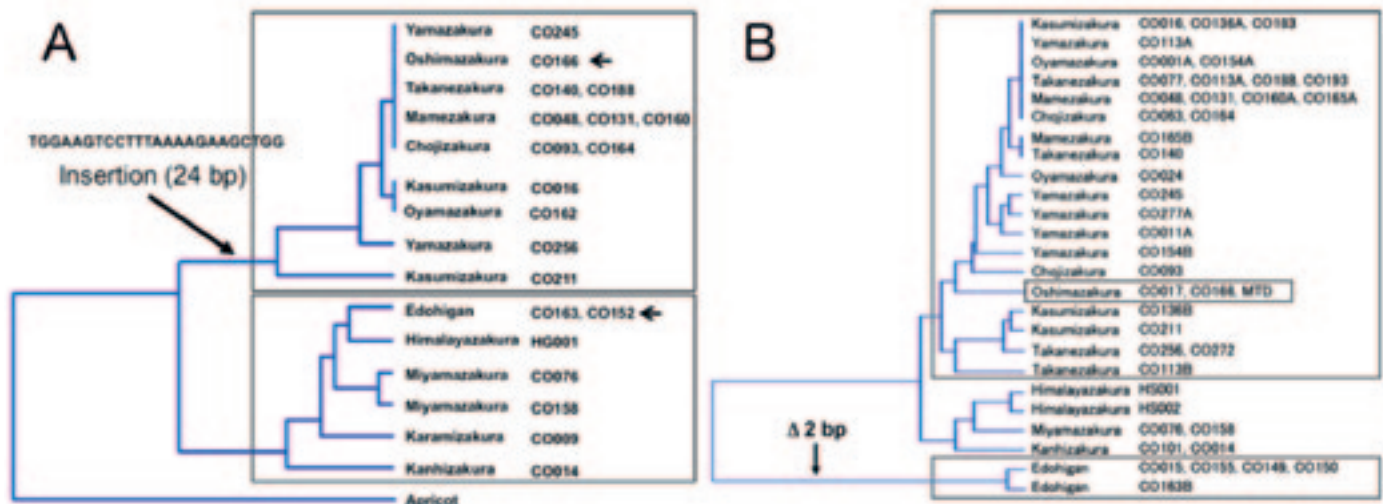 A
Yamazakura CO245
Oshimazakura CO166
Takanezakura CO140, CO188
Mamezakura CO048, CO131, CO160
Chojizakura CO093, CO164
TGGAAGTCCTTTAAAAGAAGCTGG
Insertion (24 bp)
Kasumizakura CO016
Oyamazakura CO162
Yamazakura CO256
Kasumizakura CO211
Edohigan CO163, CO152
Himalayazakura HG001
Miyamazakura CO076
Miyamazakura CO158
Karamizakura CO009
Kanhizakura CO014
Apricot
B
Kasumizakura CO016, CO136A, CO193
Yamazakura CO113A
Oyamazakura CO001A, CO154A
Takanezakura CO077, CO113A, CO188, CO193
Mamezakura CO048, CO131, CO160A, CO165A
Chojizakura CO063, CO164
Mamezakura CO165B
Takanezakura CO140
Oyamazakura CO024
Yamazakura CO245
Yamazakura CO277A
Yamazakura CO011A
Yamazakura CO154B
Chojizakura CO093
Oshimazakura CO017, CO166, MTD
Kasumizakura CO136B
Kasumizakura CO211
Takanezakura CO256, CO272
Takanezakura CO113B
Himalayazakura HS001
Himalayazakura HS002
Miyamazakura CO076, CO158
Kanhizakura CO101, CO014
Δ 2 bp
Edohigan CO015, CO155, CO149, CO150
Edohigan CO163B